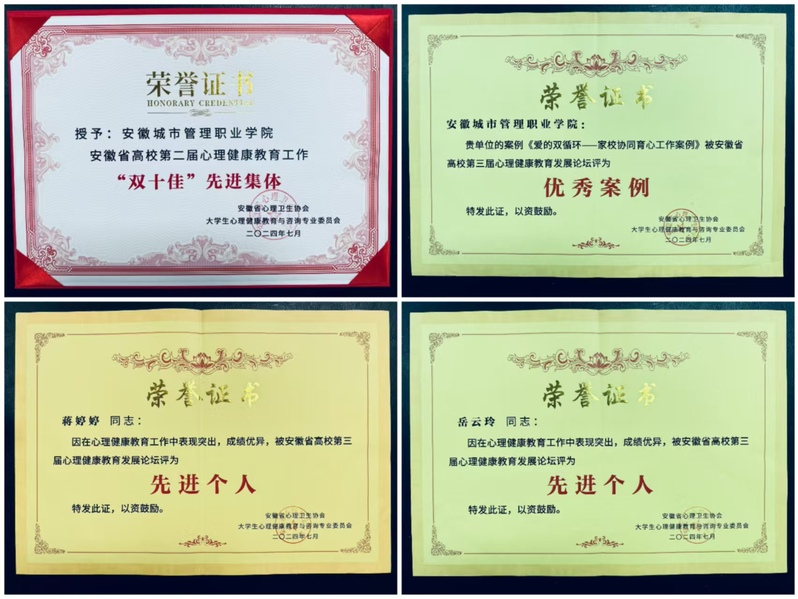 荣誉证书
HONORARY CREDENTIAL
授予：安徽城市管理职业学院
安徽省高校第二届心理健康教育工作
“双十佳”先进集体
安徽省心理卫生协会
大学生心理健康教育与咨询专业委员会
二〇二四年七月
荣誉证书
安徽城市管理职业学院：
贵单位的案例《爱的双循环——家校协同育心工作案例》被安徽省
高校第三届心理健康教育发展论坛评为
优秀案例
特发此证，以资鼓励。
安徽省心理卫生协会
大学生心理健康教育与咨询专业委员会
二〇二四年七月
荣誉证书
蒋婷婷 同志：
因在心理健康教育工作中表现突出，成绩优异，被安徽省高校第三
届心理健康教育发展论坛评为
先进个人
特发此证，以资鼓励。
安徽省心理卫生协会
大学生心理健康教育与咨询专业委员会
二〇二四年七月
荣誉证书
岳云玲 同志：
因在心理健康教育工作中表现突出，成绩优异，被安徽省高校第三
届心理健康教育发展论坛评为
先进个人
特发此证，以资鼓励。
安徽省心理卫生协会
大学生心理健康教育与咨询专业委员会
二〇二四年七月